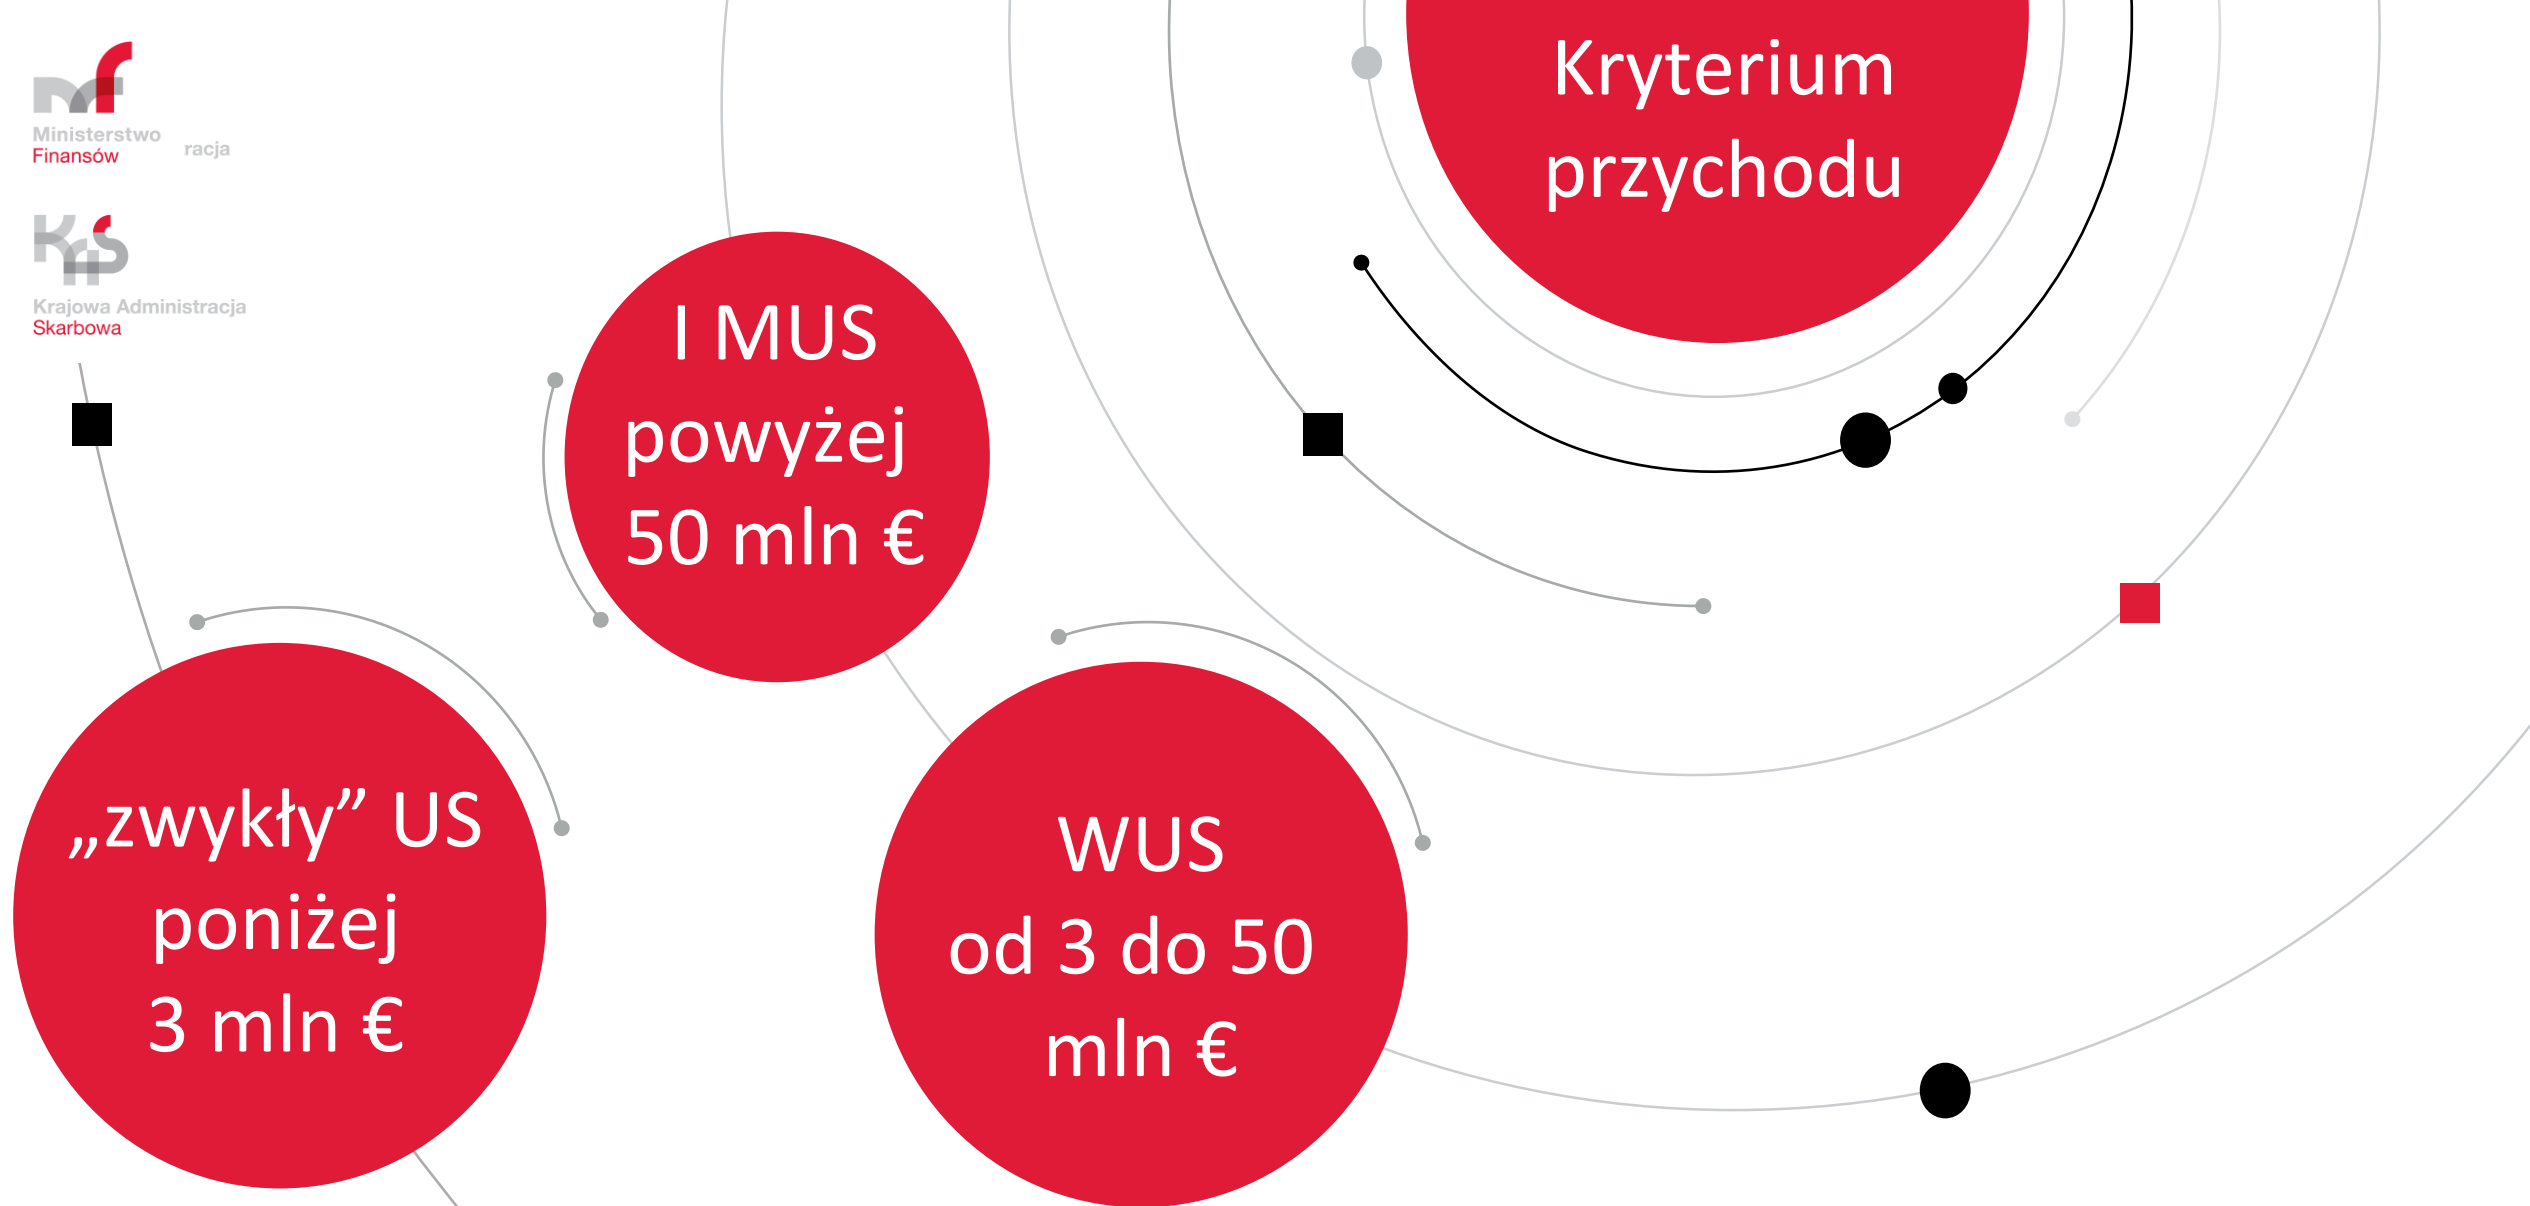 Ministerstwo
Finansów
racja
Krajowa Administracja
Skarbowa
Kryterium
przychodu
I MUS
powyżej
50 mln €
„zwykły” US
poniżej
3 mln €
WUS
od 3 do 50
mln €